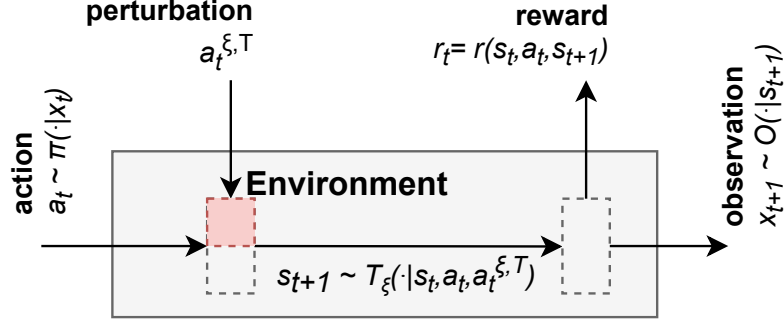 perturbation
a_t^{ξ,T}
reward
r_t= r(s_t,a_t,s_{t+1})
action
a_t ~ π(·|x_t)
Environment
s_{t+1} ~ T_ξ(·|s_t,a_t,a_t^{ξ,T})
observation
x_{t+1} ~ O(·|s_{t+1})